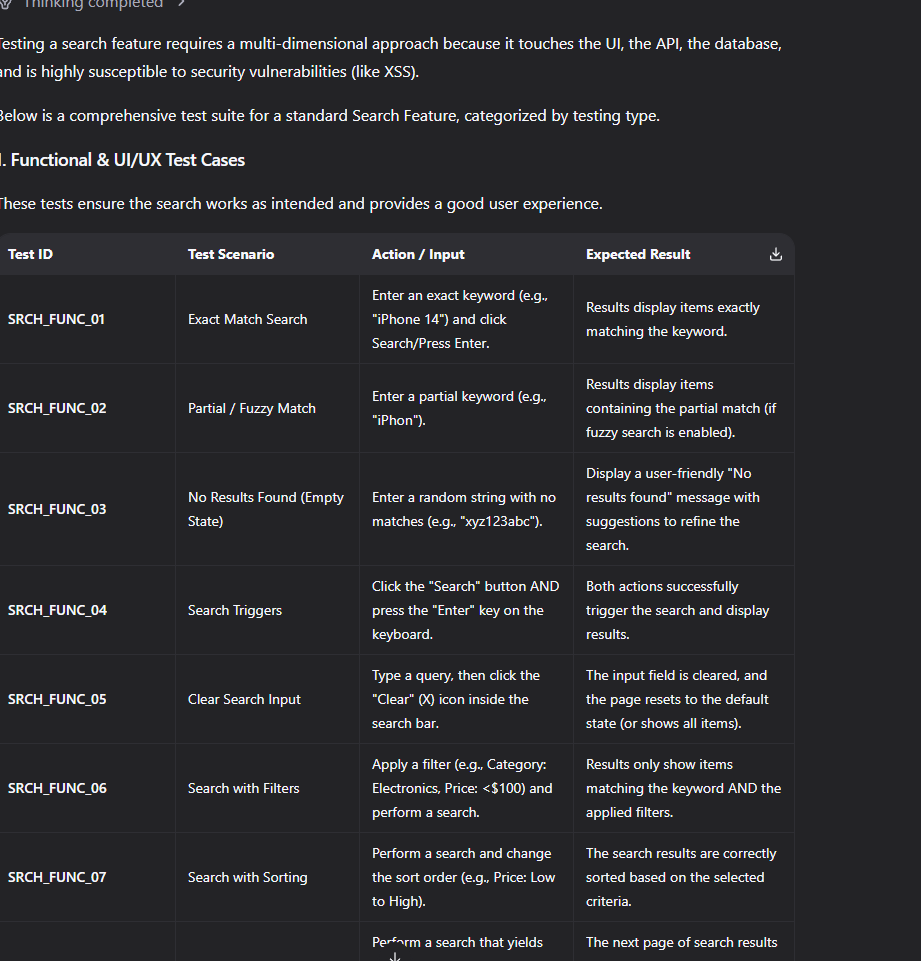 Thinking completed
Testing a search feature requires a multi-dimensional approach because it touches the UI, the API, the database,
and is highly susceptible to security vulnerabilities (like XSS).
Below is a comprehensive test suite for a standard Search Feature, categorized by testing type.
. Functional & UI/UX Test Cases
These tests ensure the search works as intended and provides a good user experience.
Test ID
Test Scenario
Action / Input
Expected Result
SRCH_FUNC_01
Exact Match Search
Enter an exact keyword (e.g.,
"iPhone 14") and click
Search/Press Enter.
Results display items exactly
matching the keyword.
SRCH_FUNC_02
Partial / Fuzzy Match
Enter a partial keyword (e.g.,
"iPhon").
Results display items
containing the partial match (if
fuzzy search is enabled).
SRCH_FUNC_03
No Results Found (Empty
State)
Enter a random string with no
matches (e.g., "xyz123abc").
Display a user-friendly "No
results found" message with
suggestions to refine the
search.
SRCH_FUNC_04
Search Triggers
Click the "Search" button AND
press the "Enter" key on the
keyboard.
Both actions successfully
trigger the search and display
results.
SRCH_FUNC_05
Clear Search Input
Type a query, then click the
"Clear" (X) icon inside the
search bar.
The input field is cleared, and
the page resets to the default
state (or shows all items).
SRCH_FUNC_06
Search with Filters
Apply a filter (e.g., Category:
Electronics, Price: <$100) and
perform a search.
Results only show items
matching the keyword AND the
applied filters.
SRCH_FUNC_07
Search with Sorting
Perform a search and change
the sort order (e.g., Price: Low
to High).
The search results are correctly
sorted based on the selected
criteria.
Perform a search that yields
The next page of search results